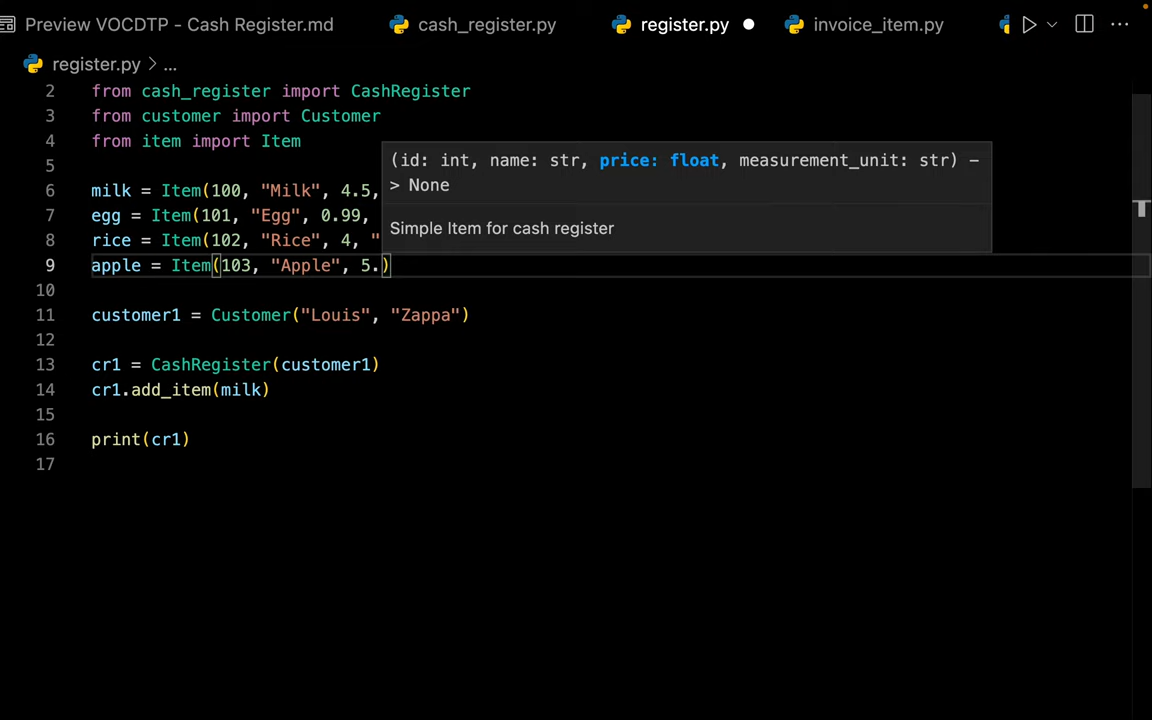 Preview VOCDTP - Cash Register.md cash_register.py register.py invoice_item.py
register.py > ...
2 from cash_register import CashRegister
3 from customer import Customer
4 from item import Item
5
(id: int, name: str, price: float, measurement_unit: str) –
> None
6 milk = Item(100, "Milk", 4.5,
7 egg = Item(101, "Egg", 0.99,
Simple Item for cash register
8 rice = Item(102, "Rice", 4, "
9 apple = Item(103, "Apple", 5.)
10
11 customer1 = Customer("Louis", "Zappa")
12
13 cr1 = CashRegister(customer1)
14 cr1.add_item(milk)
15
16 print(cr1)
17